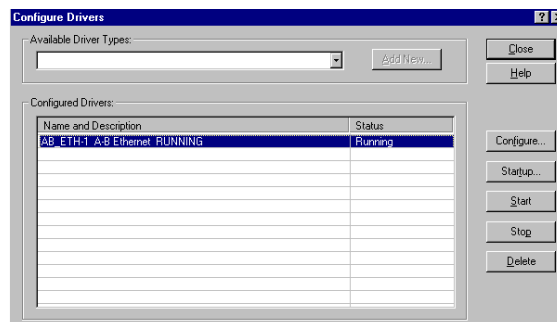 Configure Drivers
Available Driver Types:
Add New...
Close
Help
Configured Drivers:
Name and Description Status
AB_ETH-1 A-B Ethernet RUNNING Running
Configure...
Startup...
Start
Stop
Delete